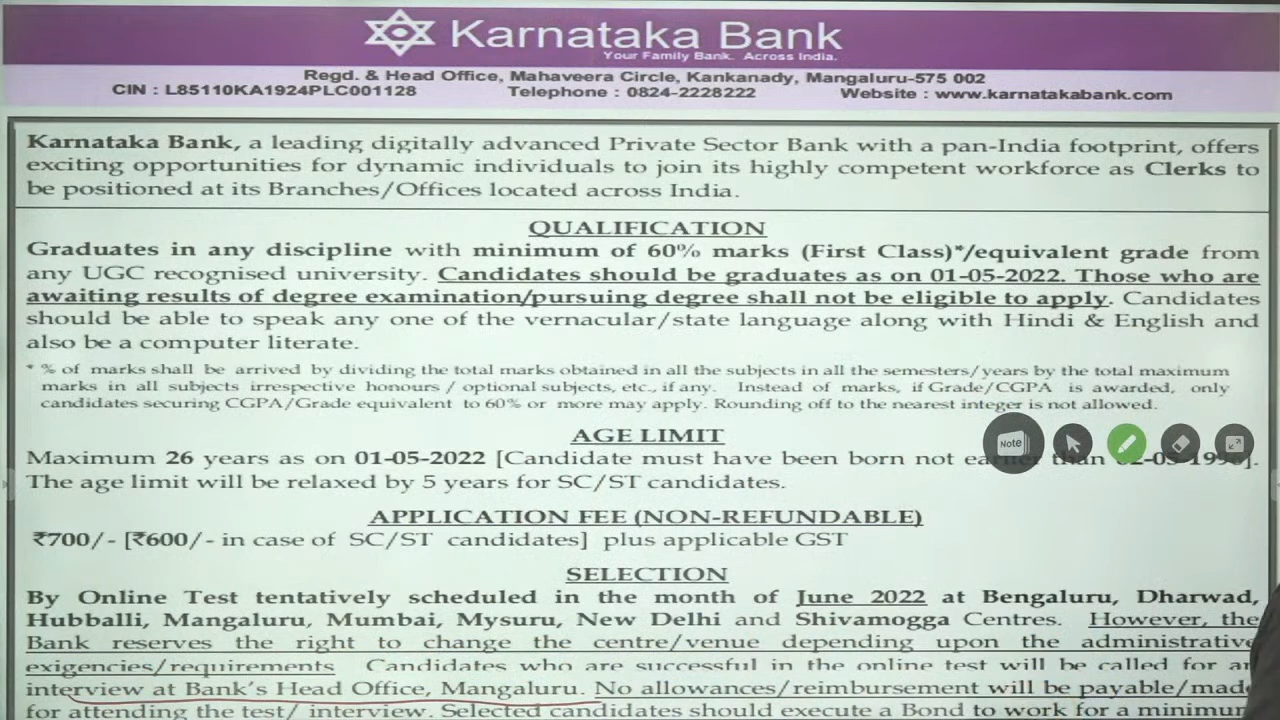 Karnataka Bank
Your Family Bank. Across India.
Regd. & Head Office, Mahaveera Circle, Kankanady, Mangaluru-575 002
CIN : L85110KA1924PLC001128 Telephone : 0824-2228222 Website : www.karnatakabank.com
Karnataka Bank, a leading digitally advanced Private Sector Bank with a pan-India footprint, offers
exciting opportunities for dynamic individuals to join its highly competent workforce as Clerks to
be positioned at its Branches/Offices located across India.
QUALIFICATION
Graduates in any discipline with minimum of 60% marks (First Class)*/equivalent grade from
any UGC recognised university. Candidates should be graduates as on 01-05-2022. Those who are
awaiting results of degree examination/pursuing degree shall not be eligible to apply. Candidates
should be able to speak any one of the vernacular/state language along with Hindi & English and
also be a computer literate.
* % of marks shall be arrived by dividing the total marks obtained in all the subjects in all the semesters/years by the total maximum
marks in all subjects irrespective honours / optional subjects, etc., if any. Instead of marks, if Grade/CGPA is awarded, only
candidates securing CGPA/Grade equivalent to 60% or more may apply. Rounding off to the nearest integer is not allowed.
Note
AGE LIMIT
Maximum 26 years as on 01-05-2022 [Candidate must have been born not earlier than
The age limit will be relaxed by 5 years for SC/ST candidates.
APPLICATION FEE (NON-REFUNDABLE)
₹700/- [₹600/- in case of SC/ST candidates] plus applicable GST
SELECTION
By Online Test tentatively scheduled in the month of June 2022 at Bengaluru, Dharwad,
Hubballi, Mangaluru, Mumbai, Mysuru, New Delhi and Shivamogga Centres. However, the
Bank reserves the right to change the centre/venue depending upon the administrative
exigencies/requirements Candidates who are successful in the online test will be called for an
interview at Bank's Head Office, Mangaluru. No allowances/reimbursement will be payable/made
for attending the test/ interview. Selected candidates should execute a Bond to work for a minimum